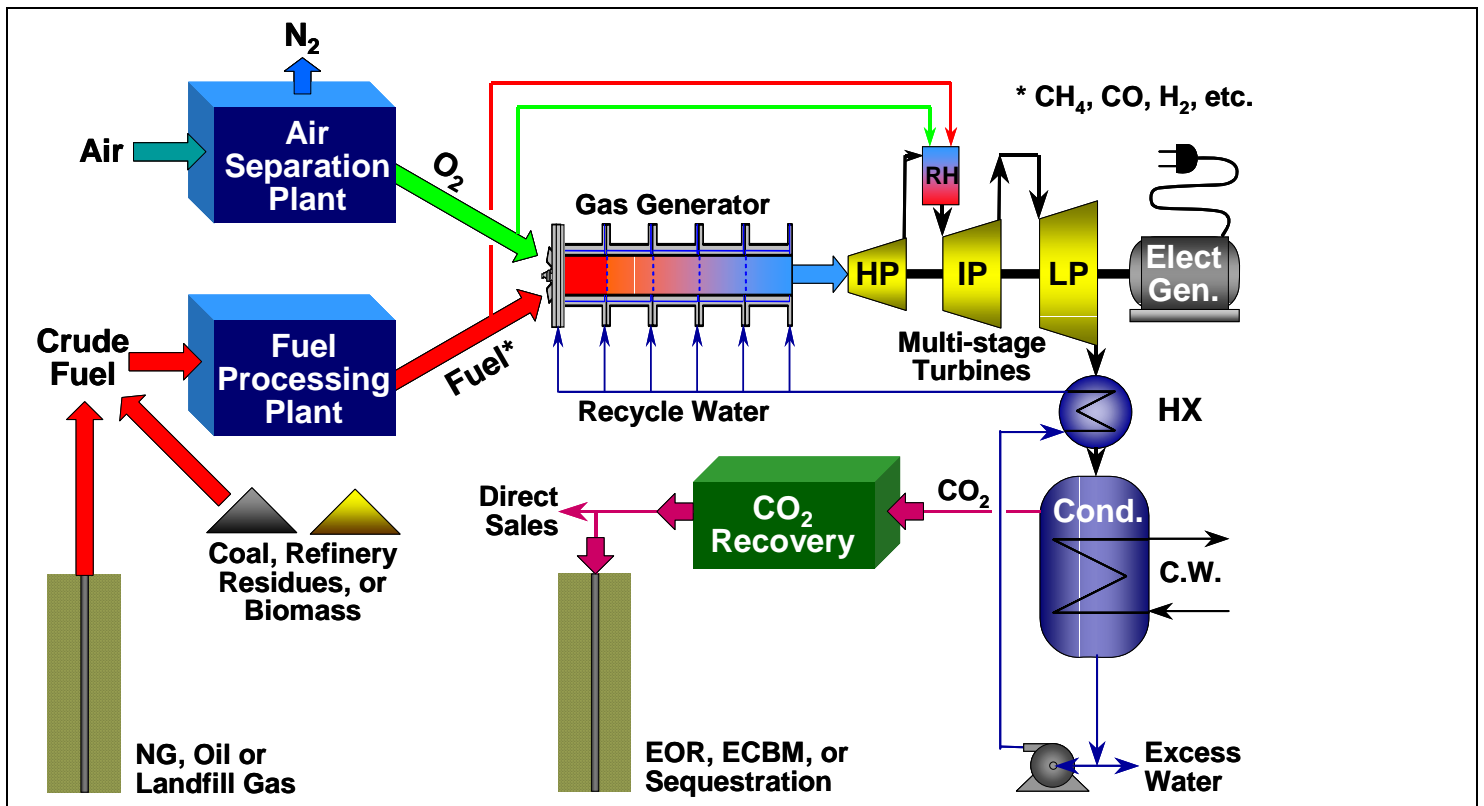 N₂
Air
Air
Separation
Plant
O₂
* CH₄, CO, H₂, etc.
RH
Gas Generator
HP
IP
LP
Elect
Gen.
Multi-stage
Turbines
Crude
Fuel
Fuel
Processing
Plant
Fuel*
Recycle Water
HX
Direct
Sales
CO₂
Recovery
CO₂
Cond.
C.W.
Coal, Refinery
Residues, or
Biomass
NG, Oil or
Landfill Gas
EOR, ECBM, or
Sequestration
Excess
Water